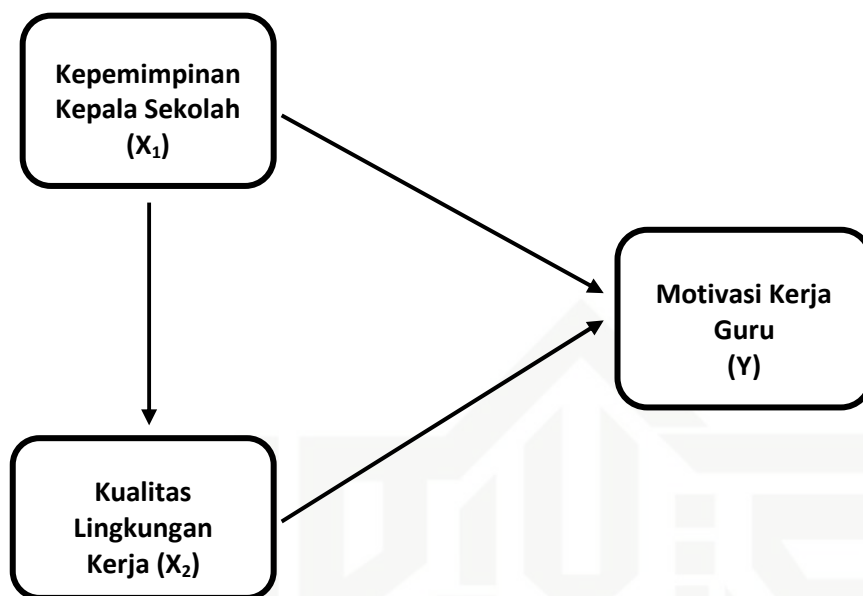 Kepemimpinan
Kepala Sekolah
(X₁)
Motivasi Kerja
Guru
(Y)
Kualitas
Lingkungan
Kerja (X₂)